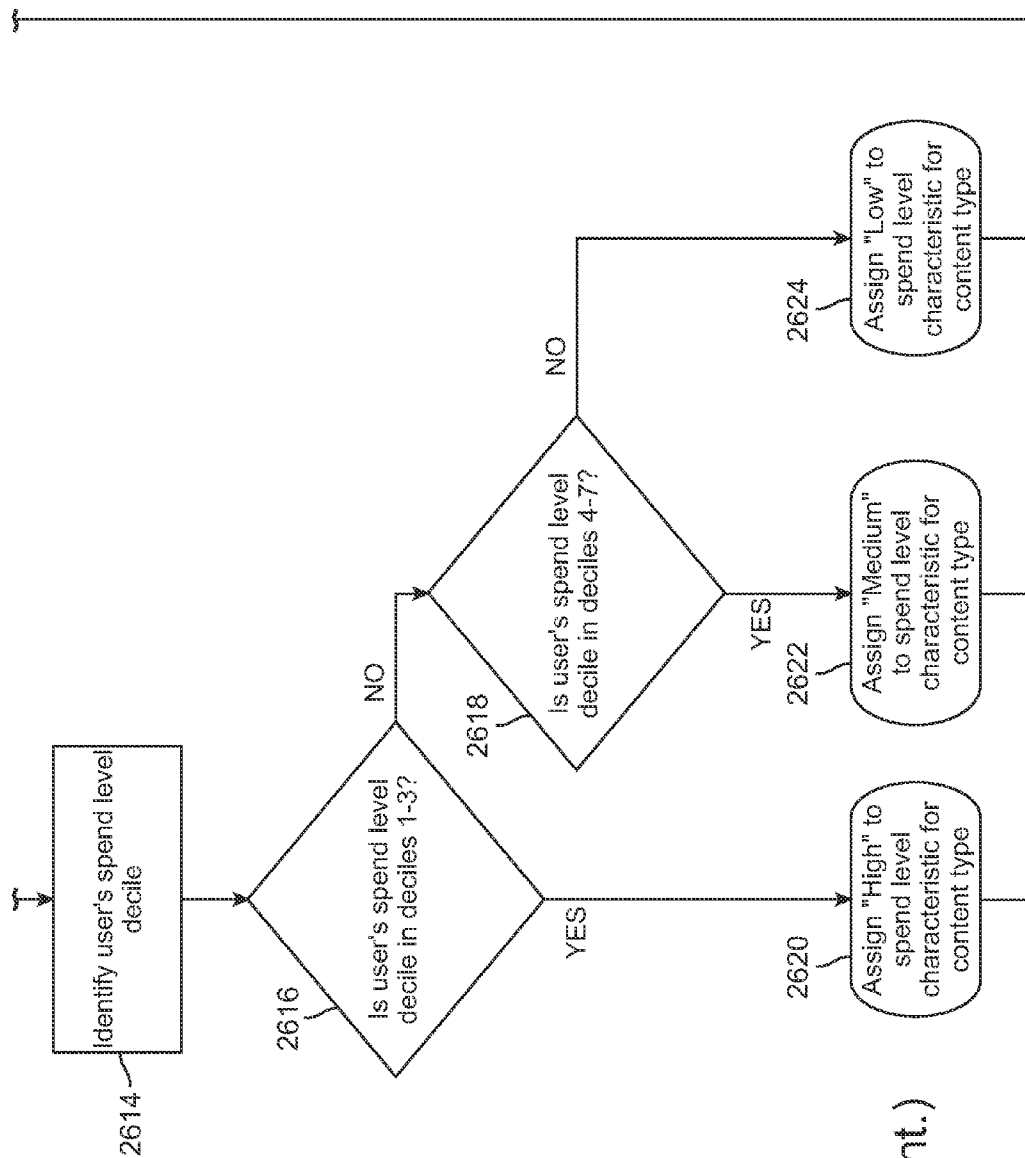 2614
Identify user's spend level
decile
2616
Is user's spend level
decile in deciles 1-3?
NO
YES
2618
Is user's spend level
decile in deciles 4-7?
NO
YES
2620
Assign "High" to
spend level
characteristic for
content type
2622
Assign "Medium"
to spend level
characteristic for
content type
2624
Assign "Low" to
spend level
characteristic for
content type
nt.)